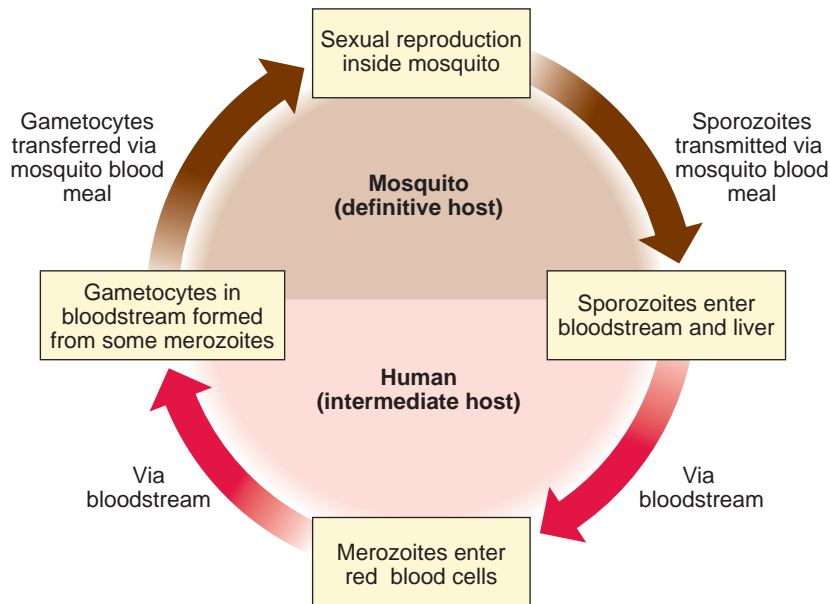 Sexual reproduction
inside mosquito
Gametocytes
transferred via
mosquito blood
meal
Sporozoites
transmitted via
mosquito blood
meal
Mosquito
(definitive host)
Gametocytes in
bloodstream formed
from some merozoites
Sporozoites enter
bloodstream and liver
Human
(intermediate host)
Via
bloodstream
Via
bloodstream
Merozoites enter
red blood cells